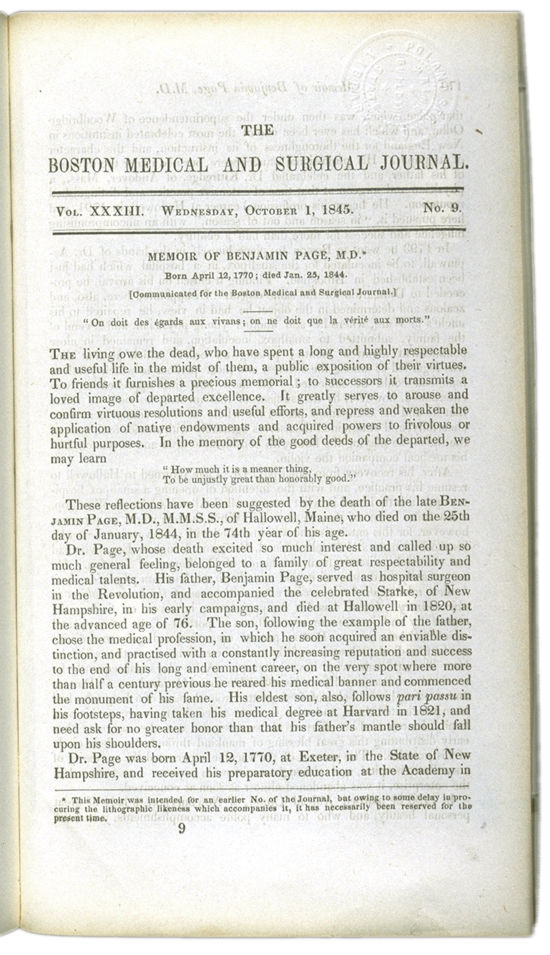 THE
BOSTON MEDICAL AND SURGICAL JOURNAL.
VOL. XXXIII. WEDNESDAY, OCTOBER 1, 1845. No. 9.
MEMOIR OF BENJAMIN PAGE, M.D.*
Born April 12, 1770; died Jan. 25, 1844.
[Communicated for the Boston Medical and Surgical Journal.]
"On doit des égards aux vivans; on ne doit que la vérité aux morts."
THE living owe the dead, who have spent a long and highly respectable
and useful life in the midst of them, a public exposition of their virtues.
To friends it furnishes a precious memorial; to successors it transmits a
loved image of departed excellence. It greatly serves to arouse and
confirm virtuous resolutions and useful efforts, and repress and weaken the
application of native endowments and acquired powers to frivolous or
hurtful purposes. In the memory of the good deeds of the departed, we
may learn
"How much it is a meaner thing,
To be unjustly great than honorably good."
These reflections have been suggested by the death of the late BEN-
JAMIN PAGE, M.D., M.M.S.S., of Hallowell, Maine, who died on the 25th
day of January, 1844, in the 74th year of his age.
Dr. Page, whose death excited so much interest and called up so
much general feeling, belonged to a family of great respectability and
medical talents. His father, Benjamin Page, served as hospital surgeon
in the Revolution, and accompanied the celebrated Starke, of New
Hampshire, in his early campaigns, and died at Hallowell in 1820, at
the advanced age of 76. The son, following the example of the father,
chose the medical profession, in which he soon acquired an enviable dis-
tinction, and practised with a constantly increasing reputation and success
to the end of his long and eminent career, on the very spot where more
than half a century previous he reared his medical banner and commenced
the monument of his fame. His eldest son, also, follows pari passu in
his footsteps, having taken his medical degree at Harvard in 1821, and
need ask for no greater honor than that his father's mantle should fall
upon his shoulders.
Dr. Page was born April 12, 1770, at Exeter, in the State of New
Hampshire, and received his preparatory education at the Academy in
* This Memoir was intended for an earlier No. of the Journal, but owing to some delay in pro-
curing the lithographic likeness which accompanies it, it has necessarily been reserved for the
present time.
9